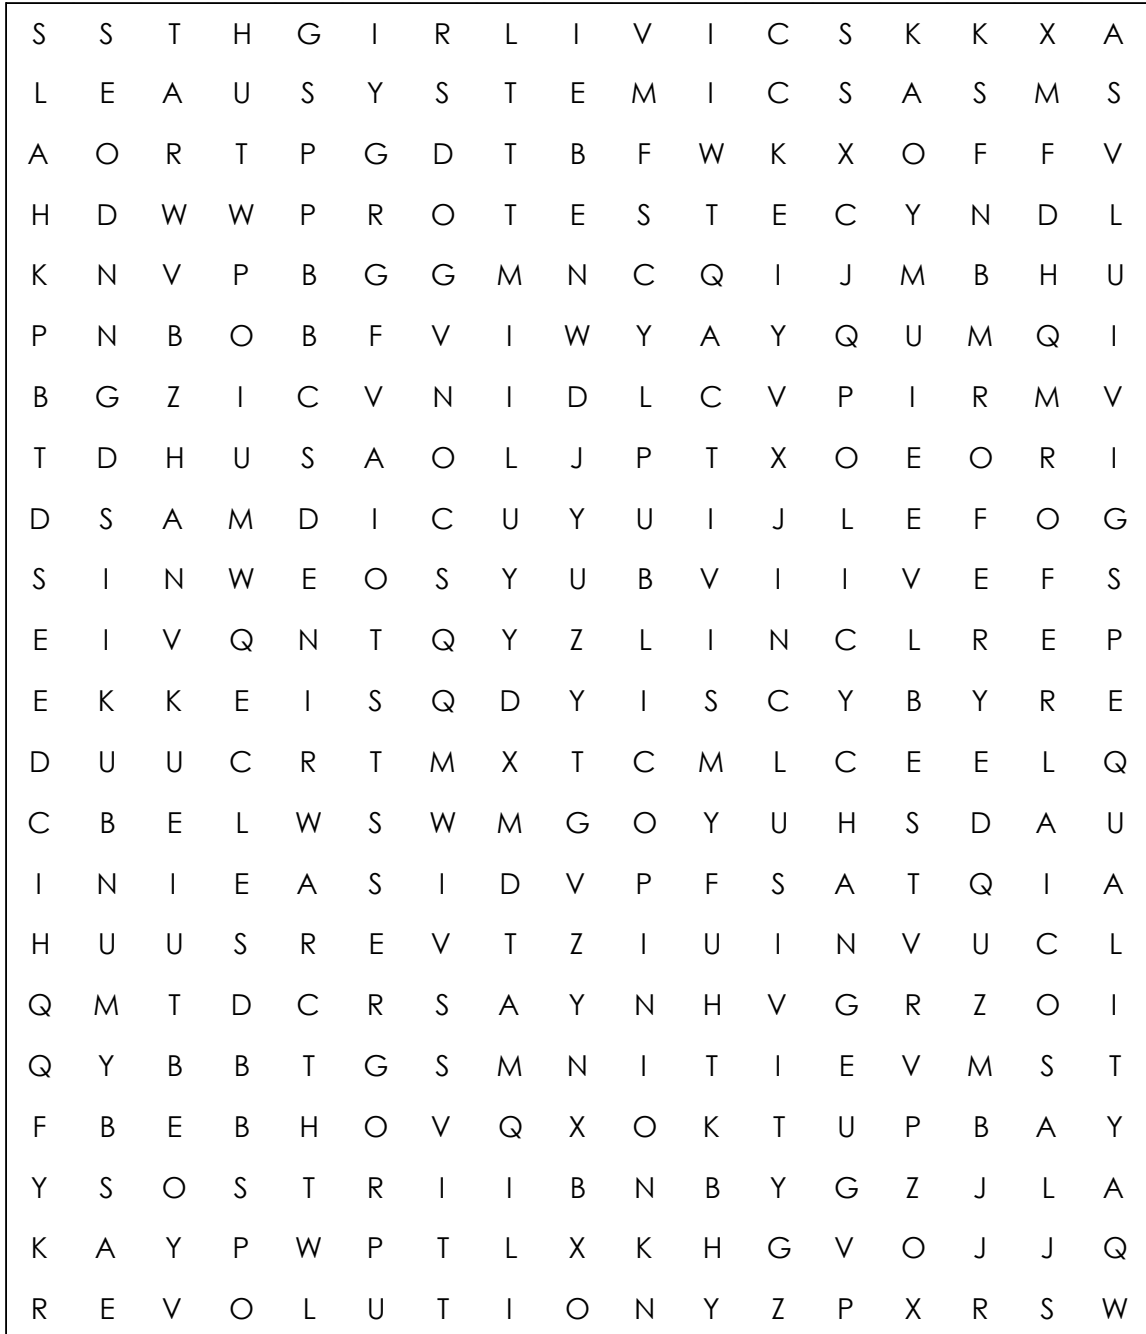 S S T H G I R L I V I C S K K X A
L E A U S Y S T E M I C S A S M S
A O R T P G D T B F W K X O F F V
H D W W P R O T E S T E C Y N D L
K N V P B G G M N C Q I J M B H U
P N B O B F V I W Y A Y Q U M Q I
B G Z I C V N I D L C V P I R M V
T D H U S A O L J P T X O E O R I
D S A M D I C U Y U I J L E F O G
S I N W E O S Y U B V I I V E F S
E I V Q N T Q Y Z L I N C L R E P
E K K E I S Q D Y I S C Y B Y R E
D U U C R T M X T C M L C E E L Q
C B E L W S W M G O Y U H S D A U
I N I E A S I D V P F S A T Q I A
H U U S R E V T Z I U I N V U C L
Q M T D C R S A Y N H V G R Z O I
Q Y B B T G S M N I T I E V M S T
F B E B H O V Q X O K T U P B A Y
Y S O S T R I I B N B Y G Z J L A
K A Y P W P T L X K H G V O J J Q
R E V O L U T I O N Y Z P X R S W